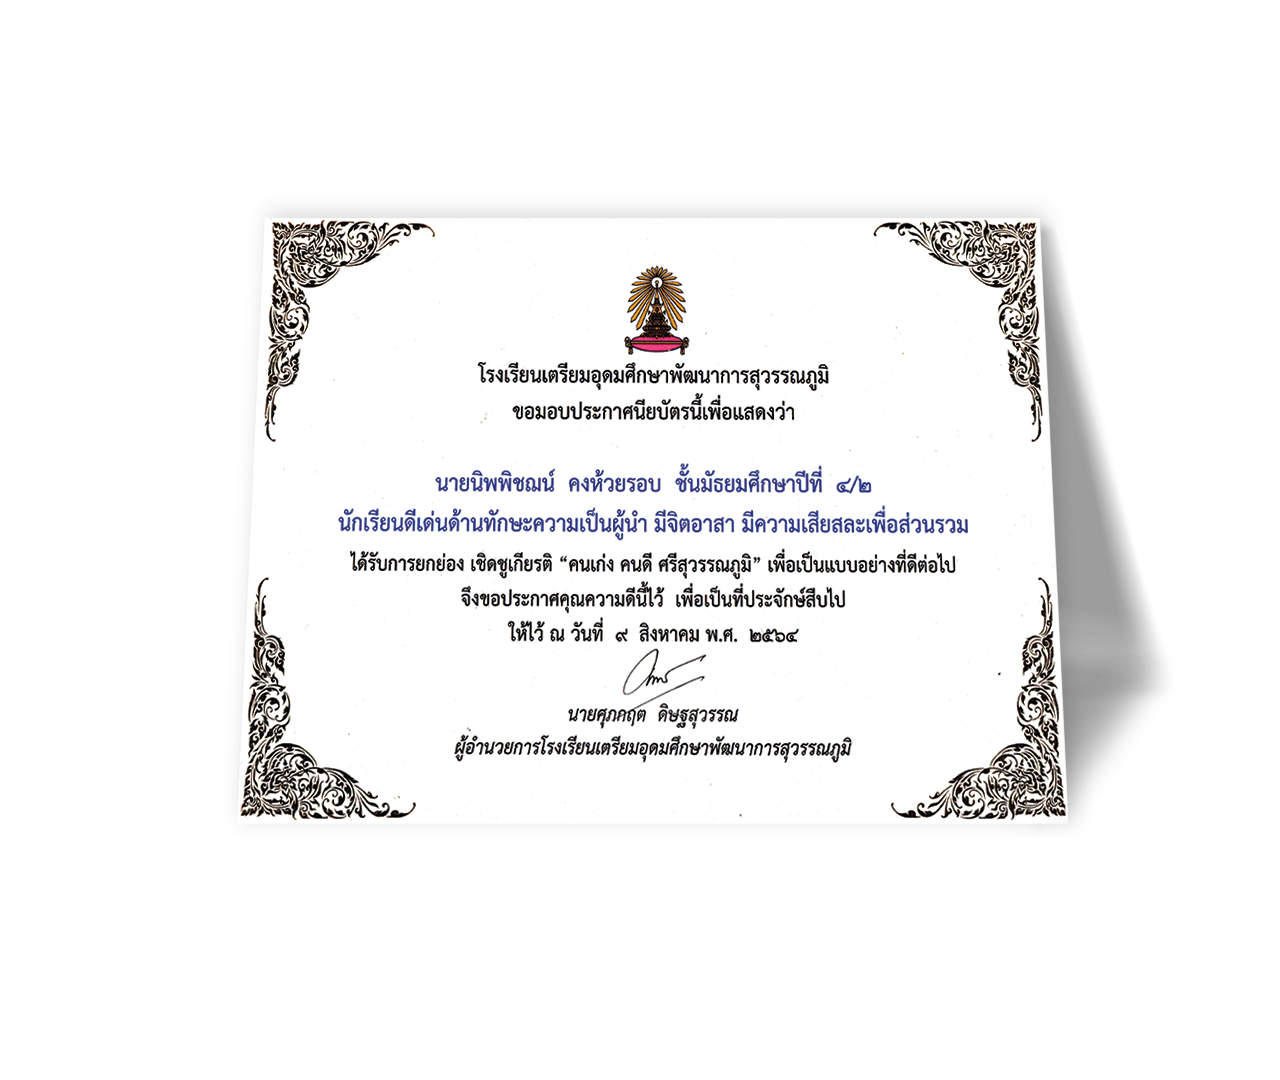 โรงเรียนเตรียมอุดมศึกษาพัฒนาการสุวรรณภูมิ
ขอมอบประกาศนียบัตรนี้เพื่อแสดงว่า
นายนิพพิชฌน์ คงห้วยรอบ ชั้นมัธยมศึกษาปีที่ ๔/๒
นักเรียนดีเด่นด้านทักษะความเป็นผู้นำ มีจิตอาสา มีความเสียสละเพื่อส่วนรวม
ได้รับการยกย่อง เชิดชูเกียรติ “คนเก่ง คนดี ศรีสุวรรณภูมิ” เพื่อเป็นแบบอย่างที่ดีต่อไป
จึงขอประกาศคุณความดีนี้ไว้ เพื่อเป็นที่ประจักษ์สืบไป
ให้ไว้ ณ วันที่ ๙ สิงหาคม พ.ศ. ๒๕๖๔
นายศุภกฤต ดิษฐสุวรรณ
ผู้อำนวยการโรงเรียนเตรียมอุดมศึกษาพัฒนาการสุวรรณภูมิ